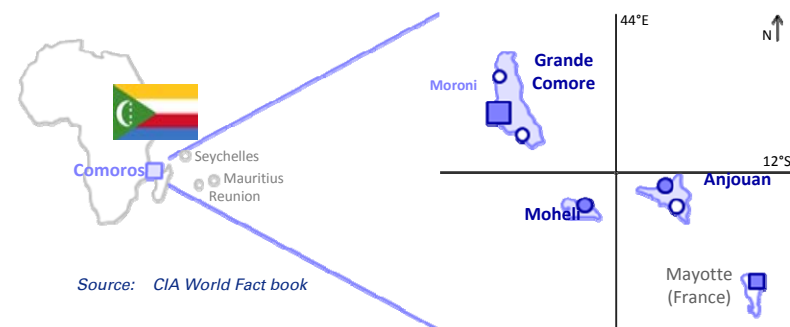 44°E
N
Grande
Comore
Moroni
Seychelles
12°S
Comoros
Mauritius
Anjouan
Reunion
Moheli
Mayotte
(France)
Source: CIA World Fact book